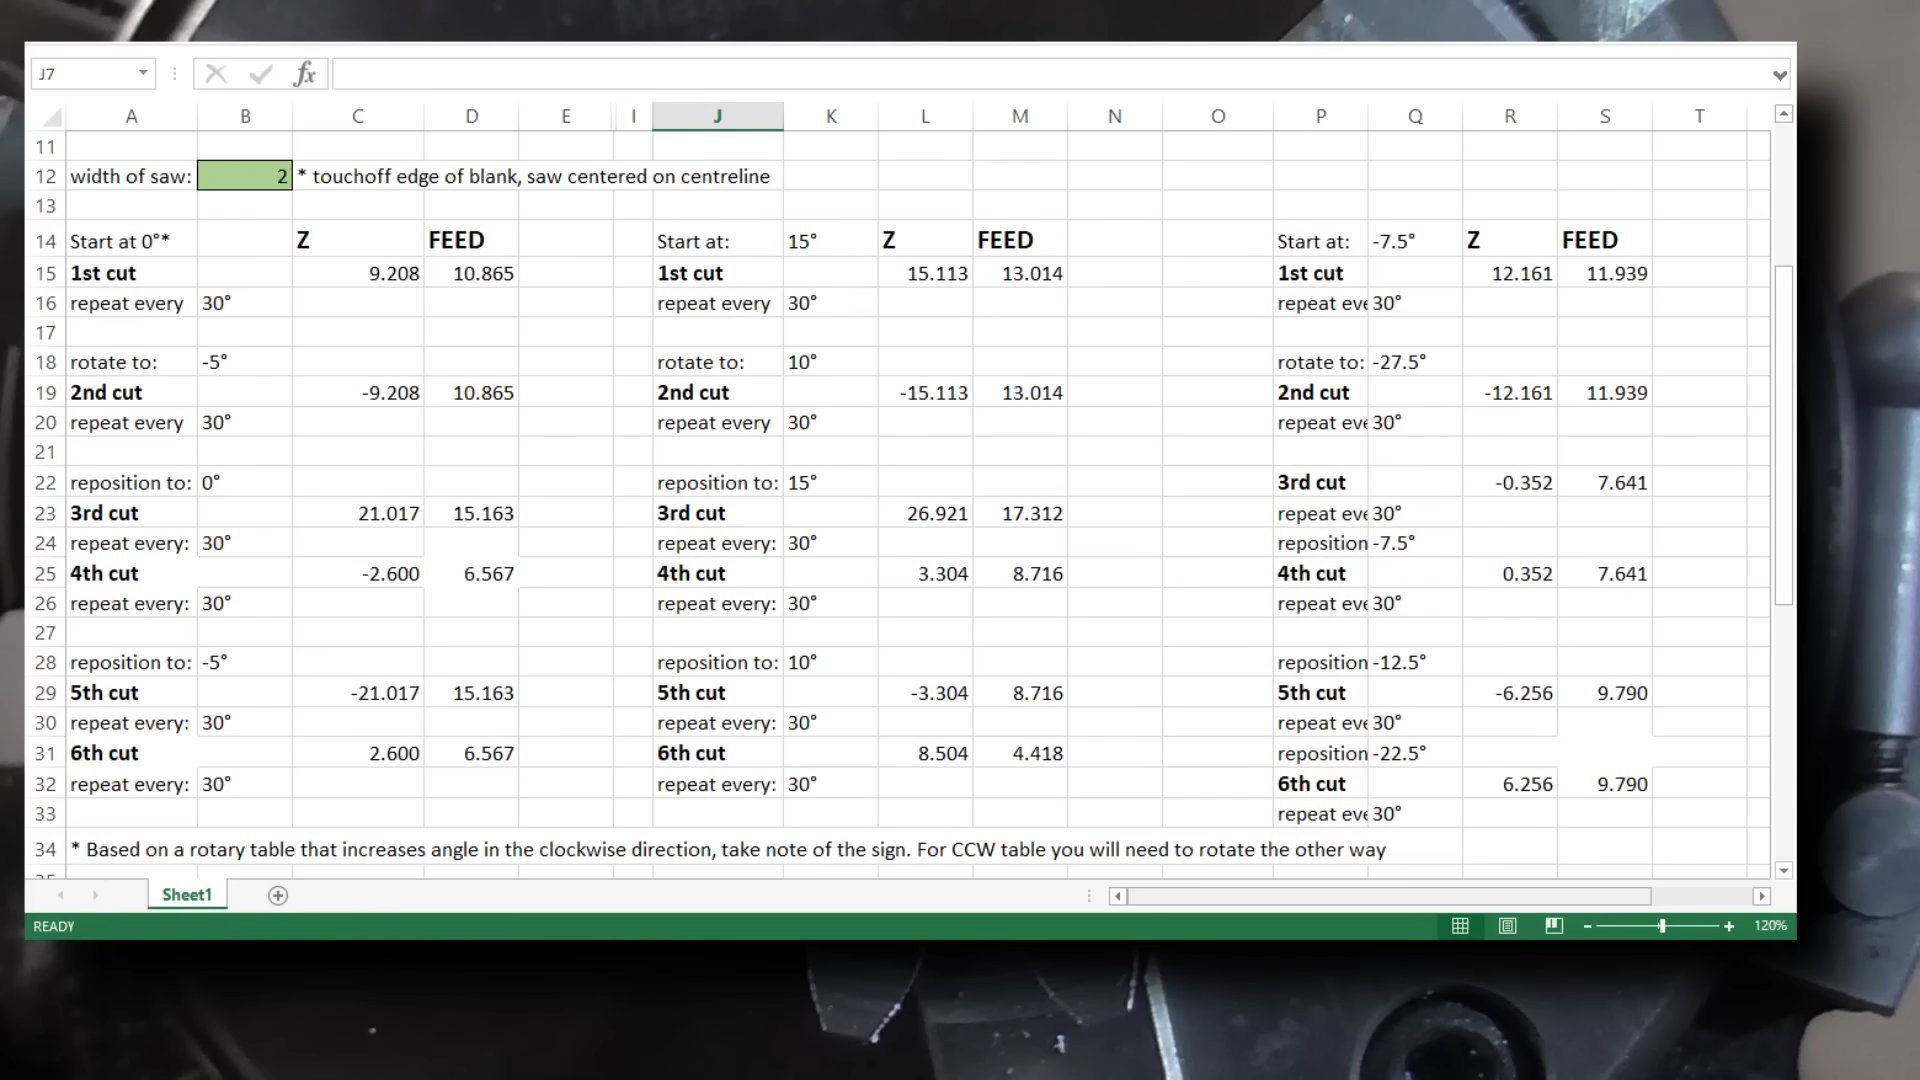 J7 fx
A B C D E I J K L M N O P Q R S T
11
12 width of saw: 2 * touchoff edge of blank, saw centered on centreline
13
14 Start at 0°* Z FEED Start at: 15° Z FEED Start at: -7.5° Z FEED
15 1st cut 9.208 10.865 1st cut 15.113 13.014 1st cut 12.161 11.939
16 repeat every 30° repeat every 30° repeat eve 30°
17
18 rotate to: -5° rotate to: 10° rotate to: -27.5°
19 2nd cut -9.208 10.865 2nd cut -15.113 13.014 2nd cut -12.161 11.939
20 repeat every 30° repeat every 30° repeat eve 30°
21
22 reposition to: 0° reposition to: 15° 3rd cut -0.352 7.641
23 3rd cut 21.017 15.163 3rd cut 26.921 17.312 repeat eve 30°
24 repeat every: 30° repeat every: 30° reposition -7.5°
25 4th cut -2.600 6.567 4th cut 3.304 8.716 4th cut 0.352 7.641
26 repeat every: 30° repeat every: 30° repeat eve 30°
27
28 reposition to: -5° reposition to: 10° reposition -12.5°
29 5th cut -21.017 15.163 5th cut -3.304 8.716 5th cut -6.256 9.790
30 repeat every: 30° repeat every: 30° repeat eve 30°
31 6th cut 2.600 6.567 6th cut 8.504 4.418 reposition -22.5°
32 repeat every: 30° repeat every: 30° 6th cut 6.256 9.790
33 repeat eve 30°
34 * Based on a rotary table that increases angle in the clockwise direction, take note of the sign. For CCW table you will need to rotate the other way
Sheet1
READY 120%